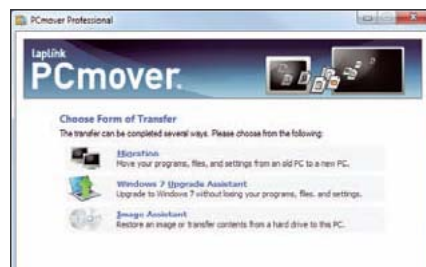 PCmover Professional
Laplink
PCmover.
Choose Form of Transfer
The transfer can be completed several ways. Please choose from the following:
Migration
Move your programs, files, and settings from an old PC to a new PC.
Windows 7 Upgrade Assistant
Upgrade to Windows 7 without losing your programs, files, and settings.
Image Assistant
Restore an image or transfer contents from a hard drive to this PC.